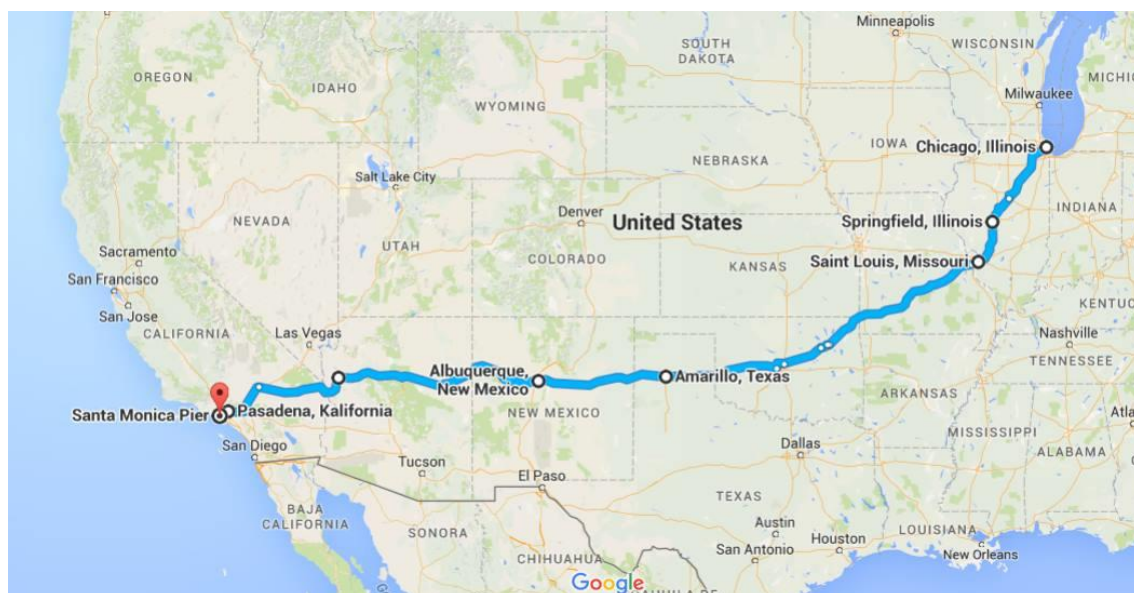 Minneapolis
WISCONSIN
MICHI
SOUTH
DAKOTA
OREGON
IDAHO
WYOMING
Milwaukee
IOWA
Chicago, Illinois
NEBRASKA
Salt Lake City
NEVADA
UTAH
Denver
COLORADO
United States
Springfield, Illinois
INDIANA
KANSAS
Saint Louis, Missouri
Sacramento
San Francisco
San Jose
CALIFORNIA
Las Vegas
KENTUC
Nashville
TENNESSEE
Albuquerque,
New Mexico
Amarillo, Texas
NEW MEXICO
ARKANSAS
Santa Monica Pier
Pasadena, Kalifornia
MISSISSIPPI
Atla
ALABAMA
San Diego
Tucson
El Paso
Dallas
TEXAS
BAJA
CALIFORNIA
SONORA
CHIHUAHUA
Austin
San Antonio
Houston
LOUISIANA
New Orleans
Google